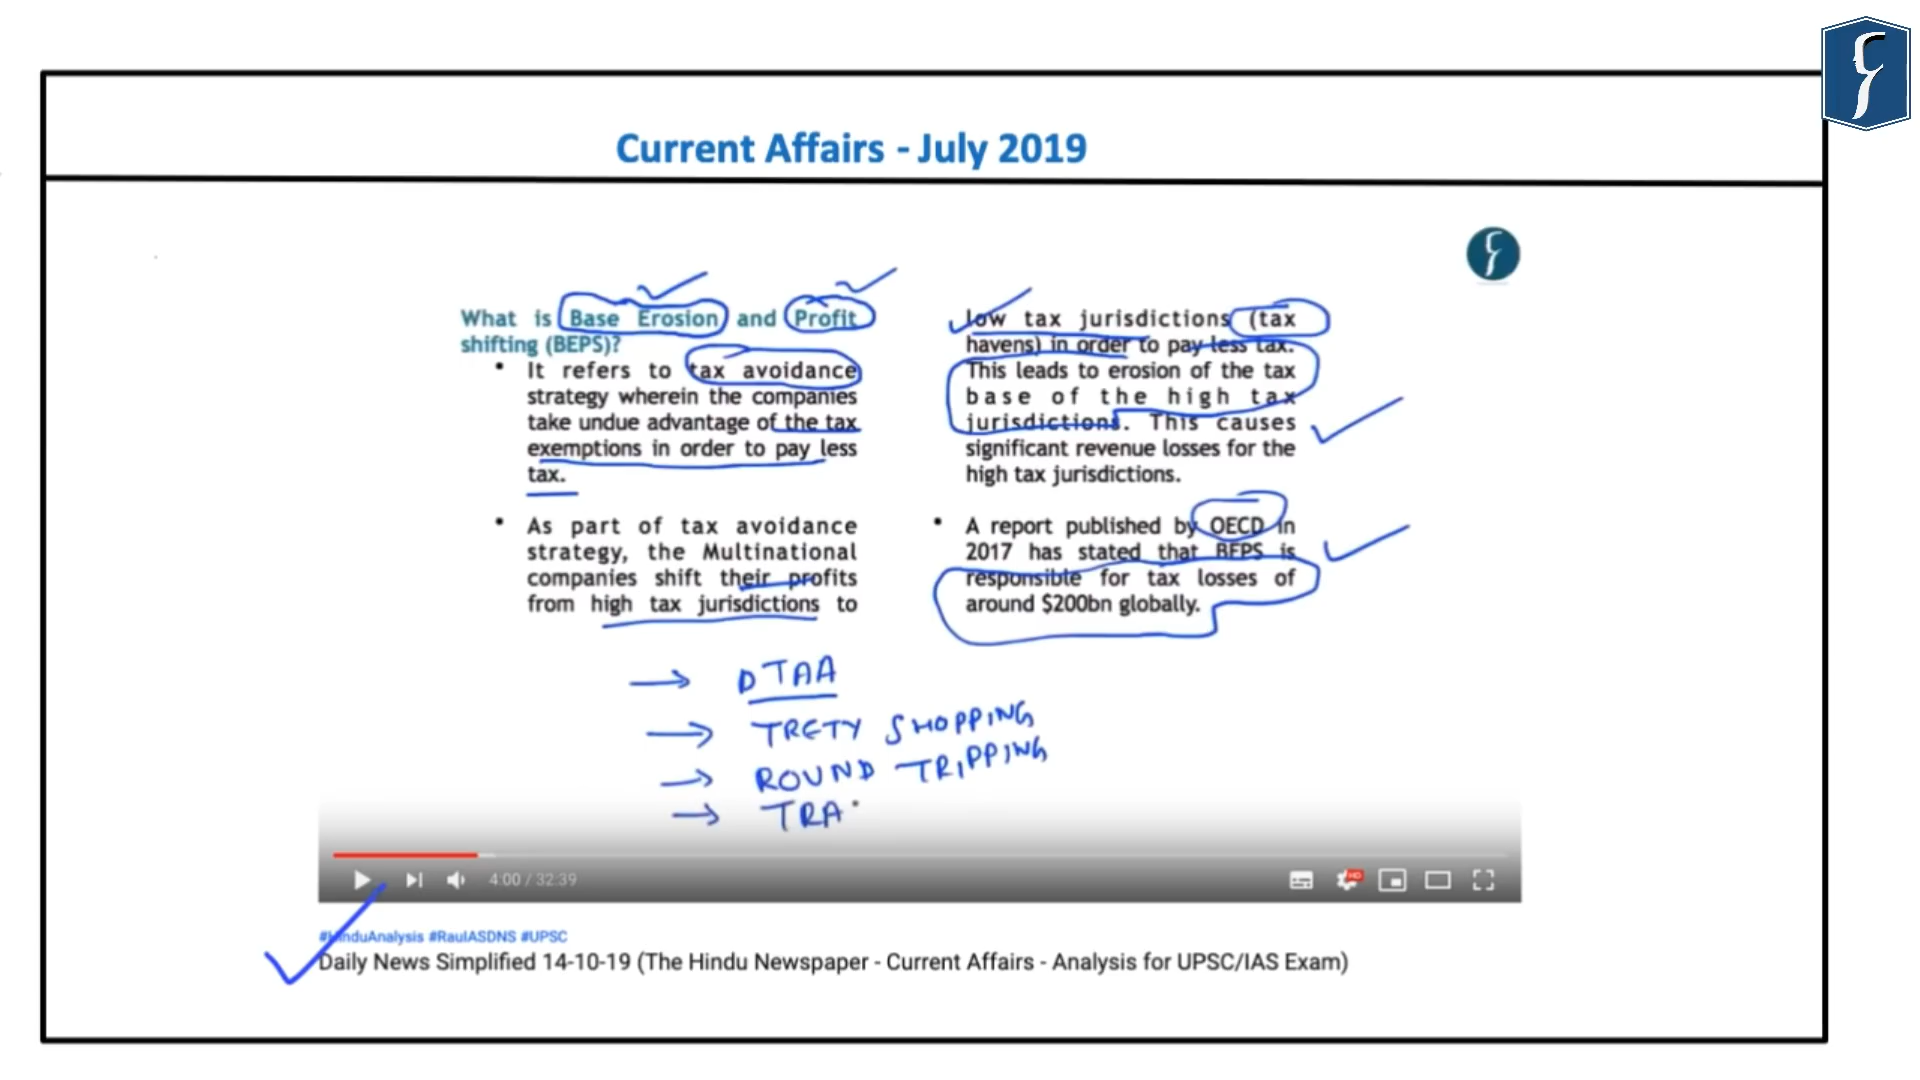 Current Affairs - July 2019
What is Base Erosion and Profit
shifting (BEPS)?
• It refers to tax avoidance
strategy wherein the companies
take undue advantage of the tax
exemptions in order to pay less
tax.
• As part of tax avoidance
strategy, the Multinational
companies shift their profits
from high tax jurisdictions to
low tax jurisdictions (tax
havens) in order to pay less tax.
This leads to erosion of the tax
base of the high tax
jurisdictions. This causes
significant revenue losses for the
high tax jurisdictions.
• A report published by OECD in
2017 has stated that BEPS is
responsible for tax losses of
around $200bn globally.
→ DTAA
→ TRETY SHOPPING
→ ROUND TRIPPING
→ TRA
4:00 / 32:39
HD
#HinduAnalysis #RauIASDNS #UPSC
Daily News Simplified 14-10-19 (The Hindu Newspaper - Current Affairs - Analysis for UPSC/IAS Exam)